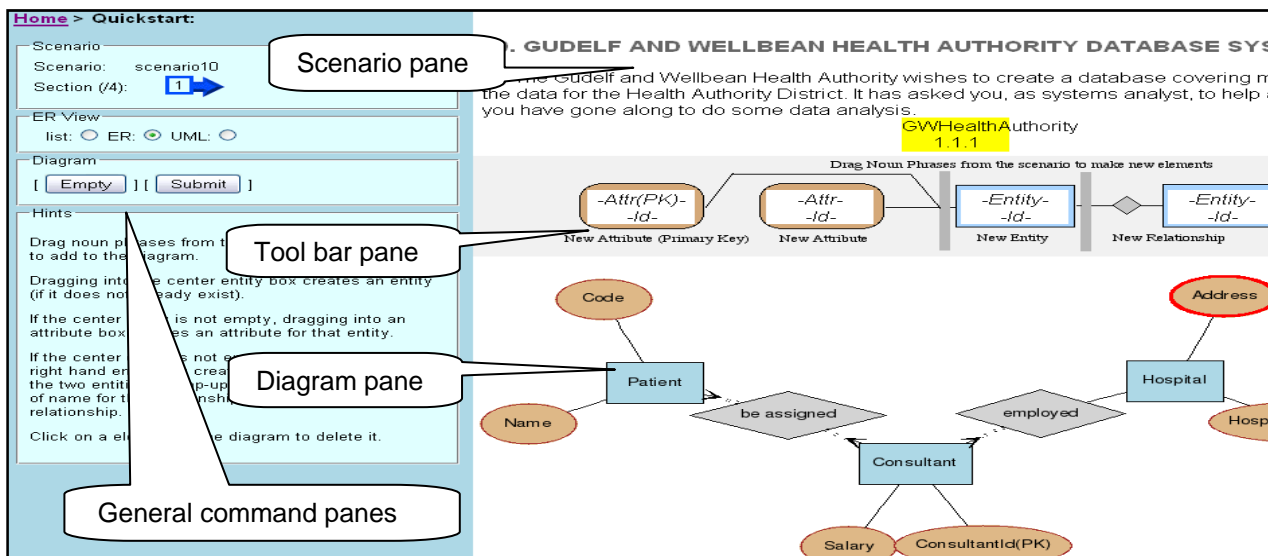 Home > Quickstart:
Scenario
Scenario: scenario10
Section (/4): 1
ER View
list: ER: UML:
Diagram
[ Empty ] [ Submit ]
Hints
Drag noun phrases from
to add to the diagram.
Dragging into center entity box creates an entity
(if it does not already exist).
If the center is not empty, dragging into an
attribute box an attribute for that entity.
If the center not
right hand
the two
of name for
relationship.
Click on a diagram to delete it.
Scenario pane
Tool bar pane
Diagram pane
General command panes
. GUDELF AND WELLBEAN HEALTH AUTHORITY DATABASE SYS
Gudelf and Wellbean Health Authority wishes to create a database covering m
the data for the Health Authority District. It has asked you, as systems analyst, to help
you have gone along to do some data analysis.
GWHealthAuthority
1.1.1
Drag Noun Phrases from the scenario to make new elements
-Attr(PK)-
-Id-
-Attr-
-Id-
-Entity-
-Id-
-Entity-
-Id-
New Attribute (Primary Key) New Attribute New Entity New Relationship
Code
Address
Patient
Hospital
Name
be assigned
employed
Hosp
Consultant
Salary
ConsultantId(PK)